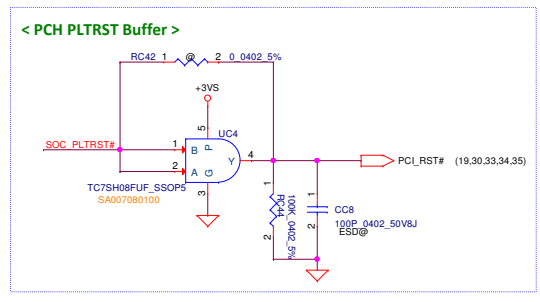 < PCH PLTRST Buffer >
RC42 1 @ 2 0_0402_5%
+3VS
5
UC4
SOC_PLTRST#
1 B P
Y 4
PCI_RST# (19,30,33,34,35)
2 A G
TC7SH08FUF_SSOP5
3
SA007080100
1
RC44
100K_0402_5%
2
1
CC8
2 100P_0402_50V8J
ESD@